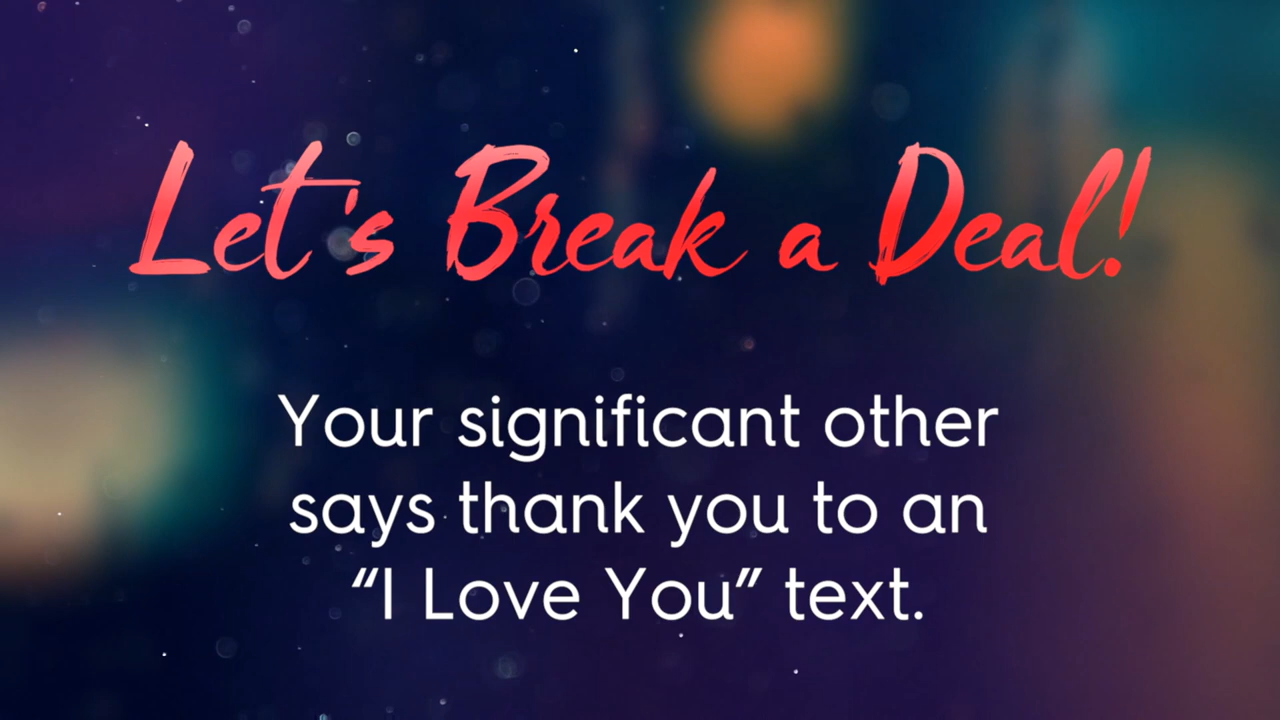 Let's Break a Deal!
Your significant other
says thank you to an
“I Love You” text.